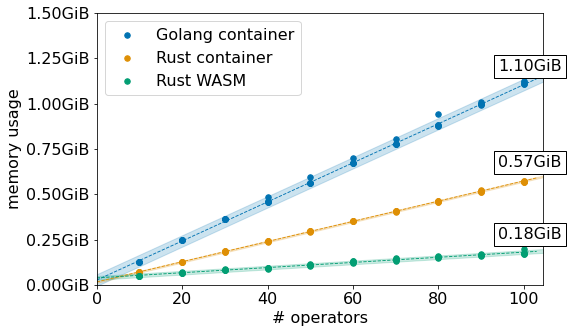 1.50GiB
1.25GiB
1.00GiB
0.75GiB
0.50GiB
0.25GiB
0.00GiB
memory usage
Golang container
Rust container
Rust WASM
1.10GiB
0.57GiB
0.18GiB
0 20 40 60 80 100
# operators